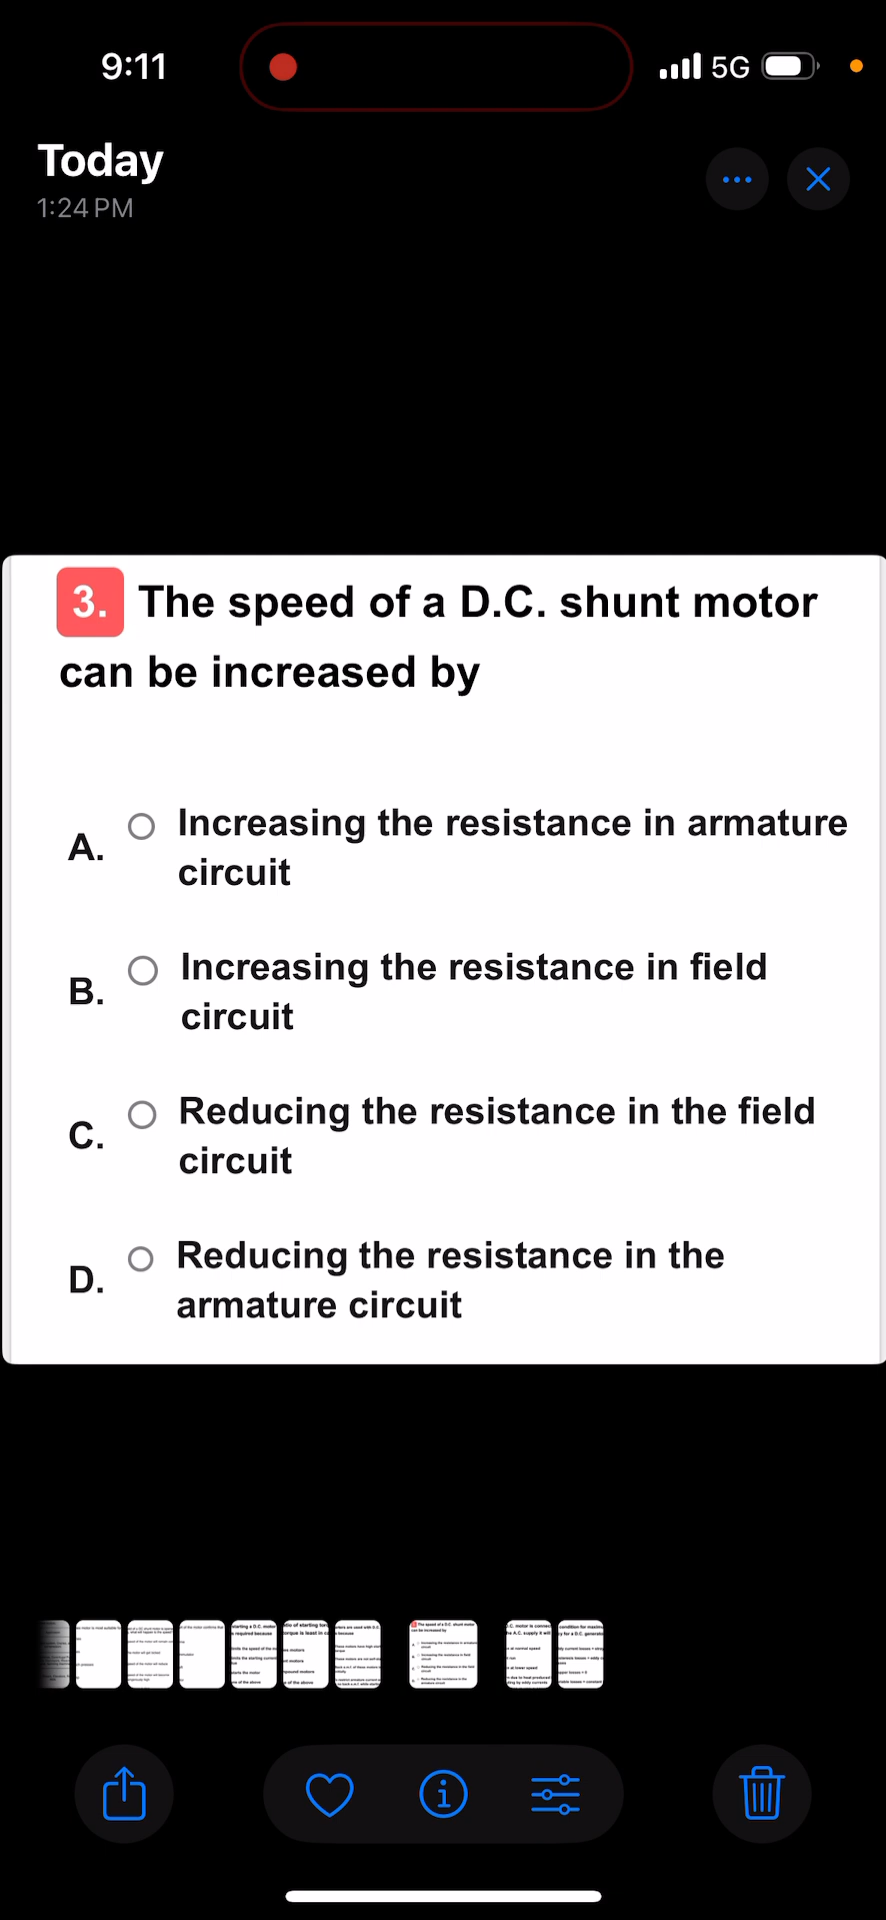 9:11
5G
Today
1:24 PM
3. The speed of a D.C. shunt motor
can be increased by
A. Increasing the resistance in armature
circuit
B. Increasing the resistance in field
circuit
C. Reducing the resistance in the field
circuit
D. Reducing the resistance in the
armature circuit